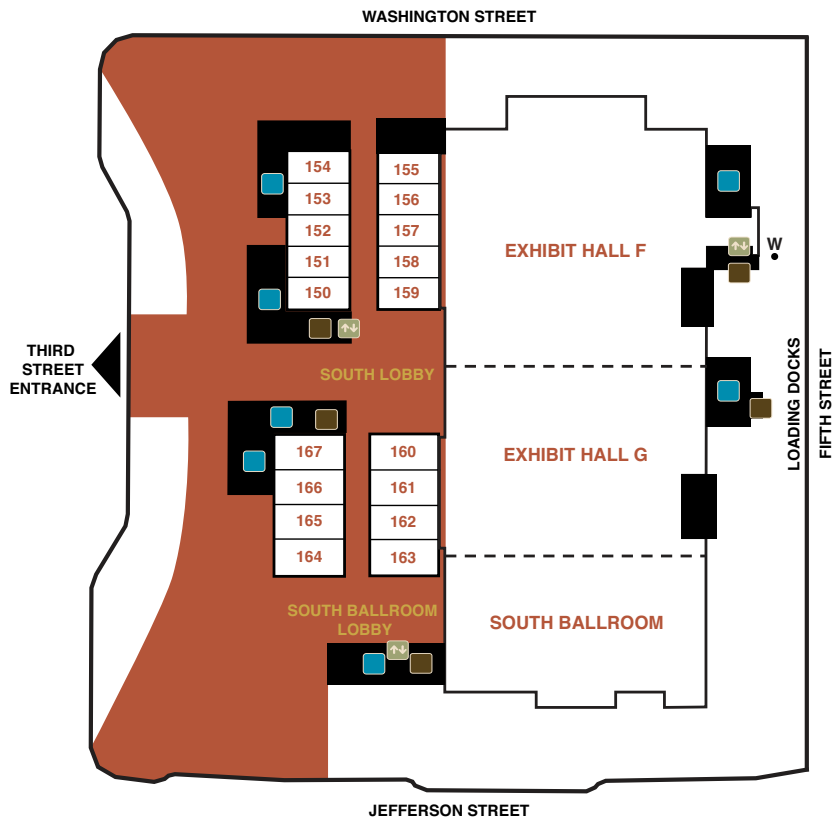 WASHINGTON STREET
154
153
152
151
150
155
156
157
158
159
EXHIBIT HALL F
W
THIRD
STREET
ENTRANCE
SOUTH LOBBY
167
166
165
164
160
161
162
163
EXHIBIT HALL G
LOADING DOCKS
FIFTH STREET
SOUTH BALLROOM
LOBBY
SOUTH BALLROOM
JEFFERSON STREET